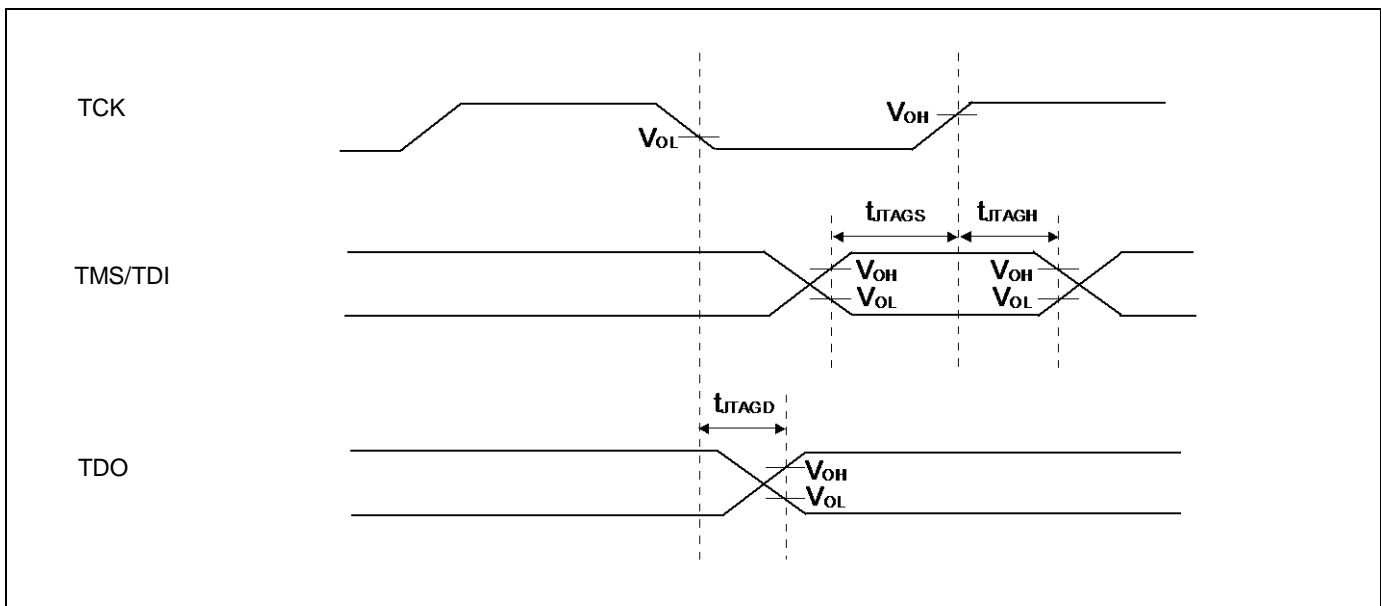 TCK
VOL
VOH
tJTAGS
tJTAGH
TMS/TDI
VOH
VOH
VOL
VOL
tJTAGD
TDO
VOH
VOL